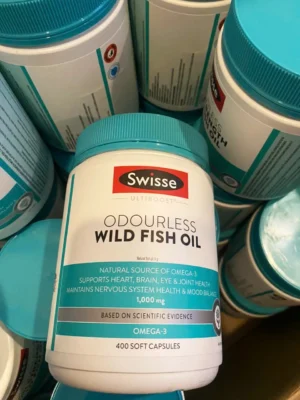 Swisse
ULTIBOOST
ODOURLESS
WILD FISH OIL
NATURAL SOURCE OF OMEGA-3
SUPPORTS HEART, BRAIN, EYE & JOINT HEALTH
MAINTAINS NERVOUS SYSTEM HEALTH & MOOD BALANCE
1,000 mg
BASED ON SCIENTIFIC EVIDENCE
OMEGA-3
400 SOFT CAPSULES